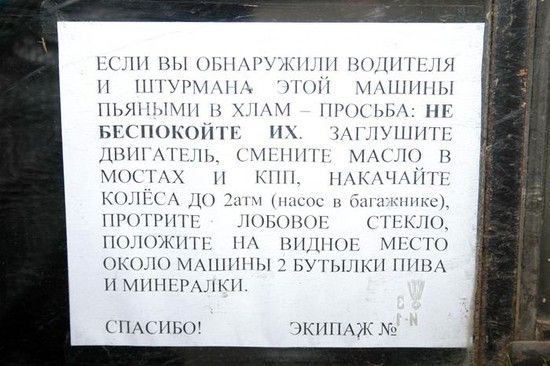 ЕСЛИ ВЫ ОБНАРУЖИЛИ ВОДИТЕЛЯ
И ШТУРМАНА ЭТОЙ МАШИНЫ
ПЬЯНЫМИ В ХЛАМ – ПРОСЬБА: НЕ
БЕСПОКОЙТЕ ИХ. ЗАГЛУШИТЕ
ДВИГАТЕЛЬ, СМЕНИТЕ МАСЛО В
МОСТАХ И КПП, НАКАЧАЙТЕ
КОЛЁСА ДО 2атм (насос в багажнике),
ПРОТРИТЕ ЛОБОВОЕ СТЕКЛО,
ПОЛОЖИТЕ НА ВИДНОЕ МЕСТО
ОКОЛО МАШИНЫ 2 БУТЫЛКИ ПИВА
И МИНЕРАЛКИ.
СПАСИБО! ЭКИПАЖ №